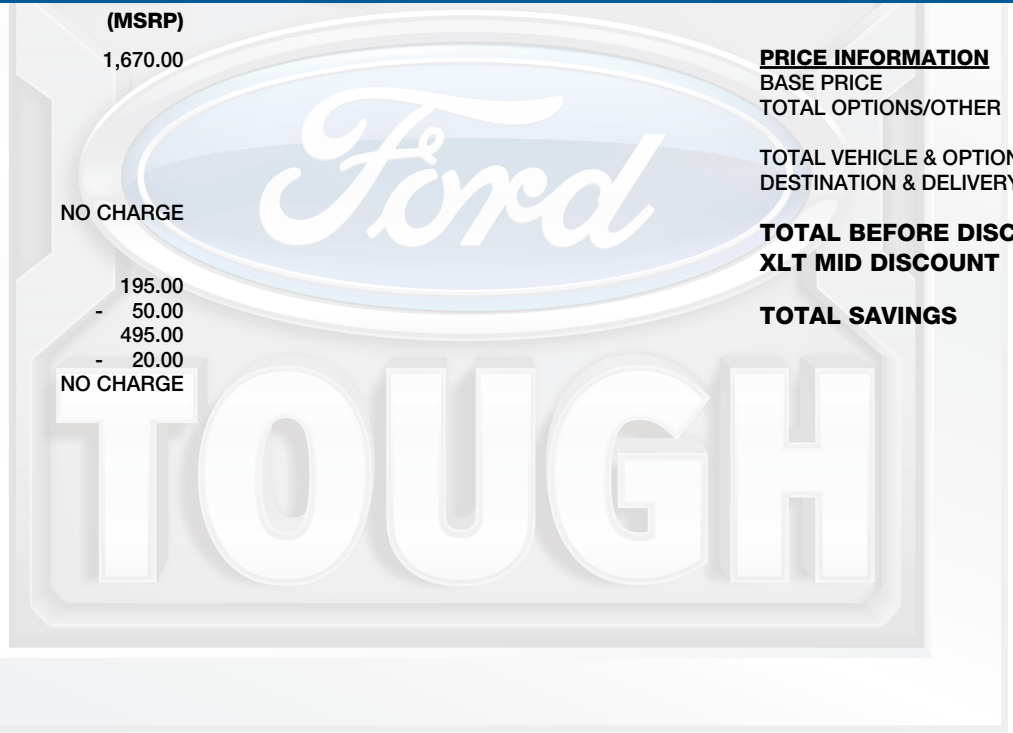 (MSRP)
1,670.00
NO CHARGE
195.00
- 50.00
495.00
- 20.00
NO CHARGE
PRICE INFORMATION
BASE PRICE
TOTAL OPTIONS/OTHER
TOTAL VEHICLE & OPTION
DESTINATION & DELIVERY
TOTAL BEFORE DISC
XLT MID DISCOUNT
TOTAL SAVINGS
Ford
TOUGH